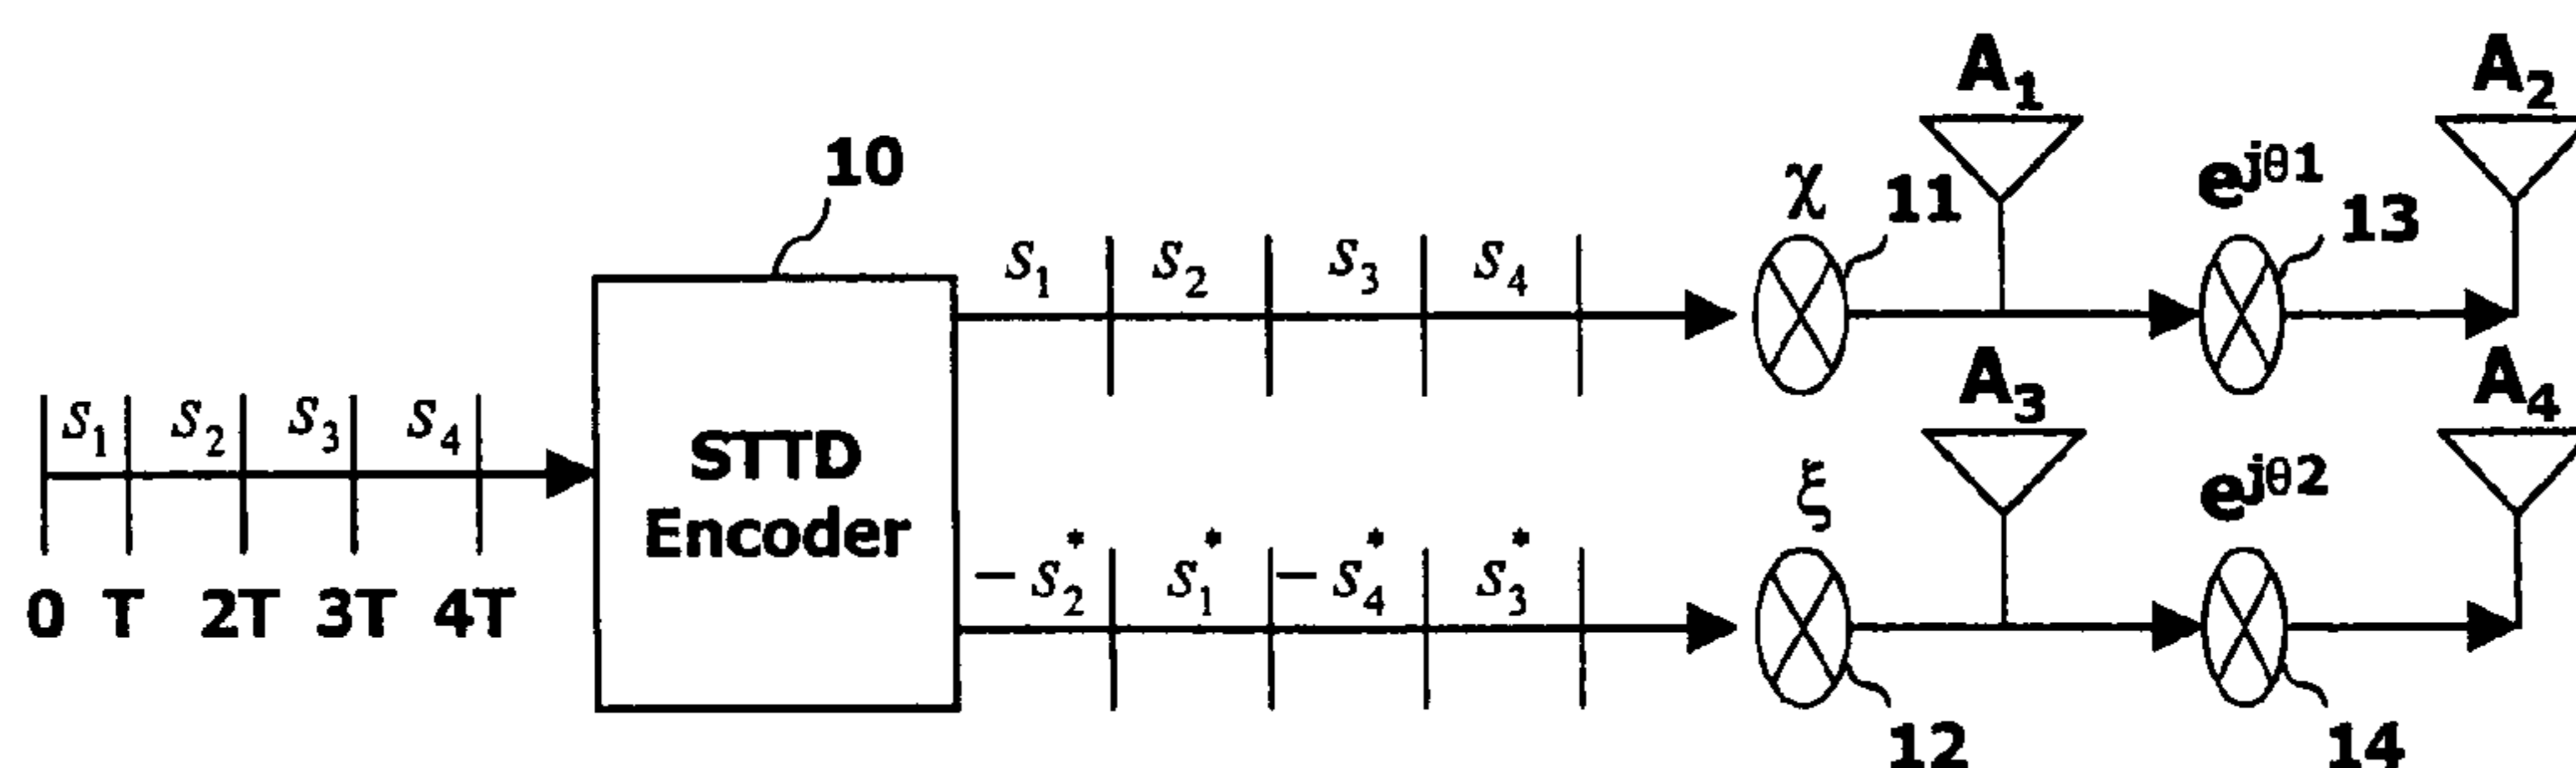 A₁ A₂
10
χ 11 e^{jθ1} 13
S₁ S₂ S₃ S₄
A₃ A₄
S₁ S₂ S₃ S₄
STTD
Encoder
ξ e^{jθ2}
−S₂* S₁* −S₄* S₃*
0 T 2T 3T 4T
12 14